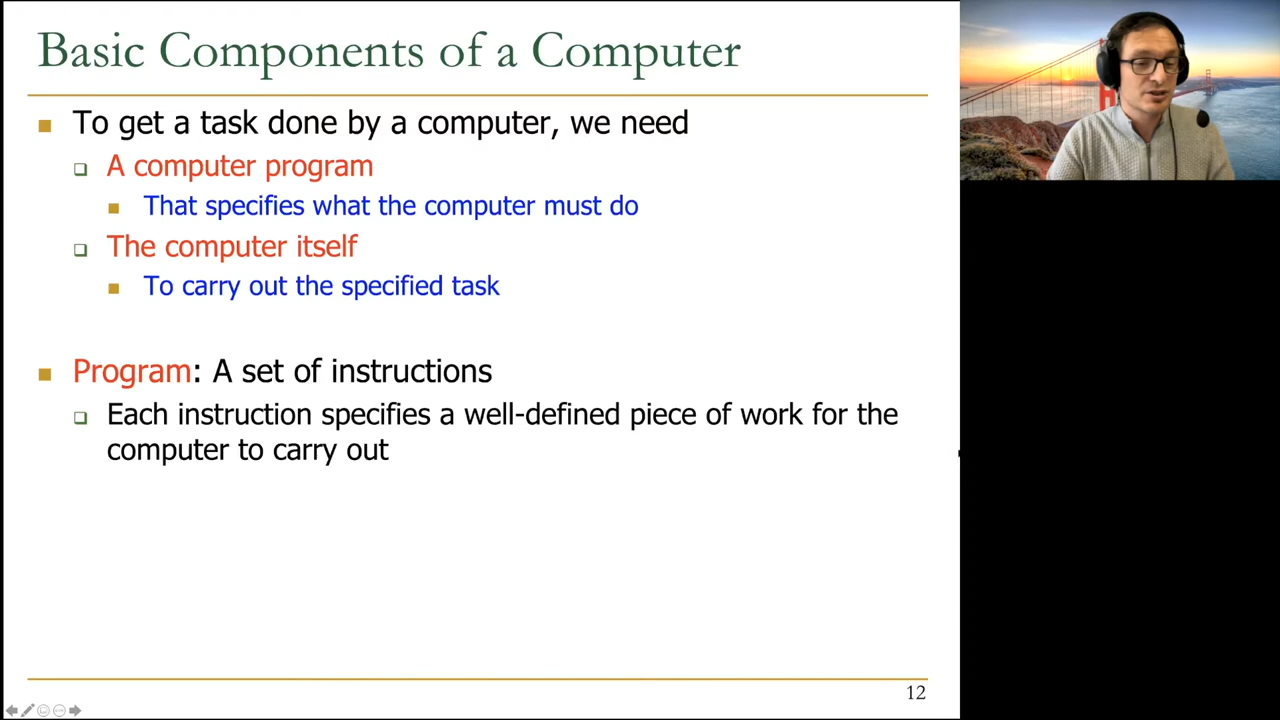 Basic Components of a Computer
To get a task done by a computer, we need
A computer program
That specifies what the computer must do
The computer itself
To carry out the specified task
Program: A set of instructions
Each instruction specifies a well-defined piece of work for the
computer to carry out
12